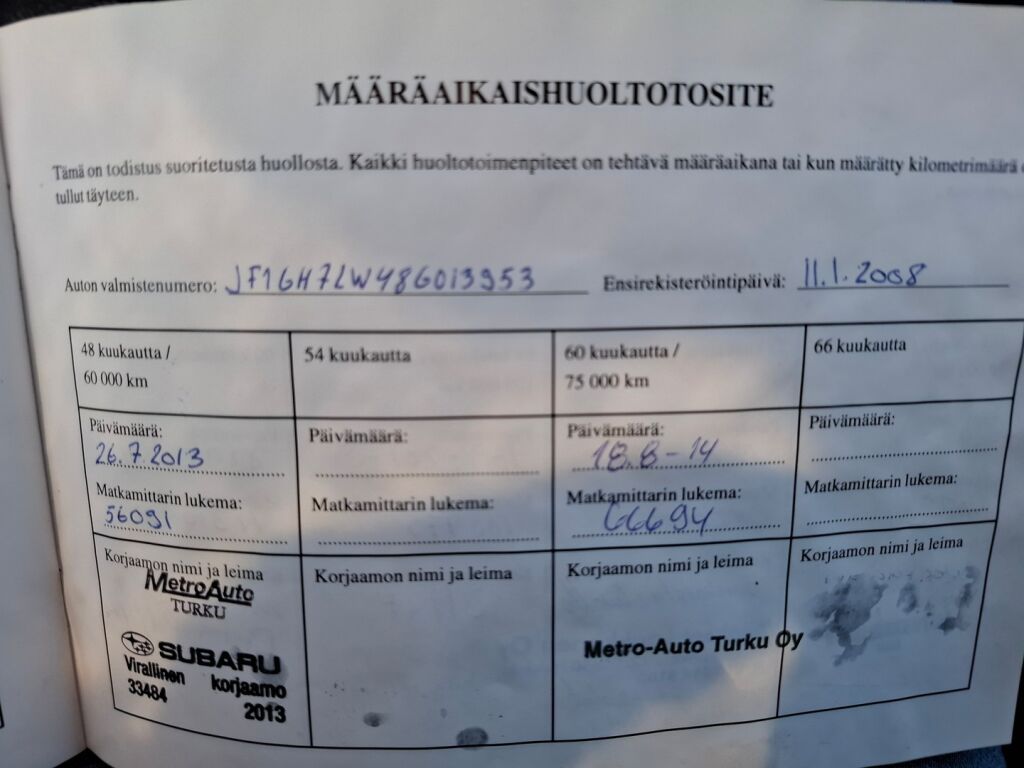 MÄÄRÄAIKAISHUOLTOTOSITE
Tämä on todistus suoritetusta huollosta. Kaikki huoltotoimenpiteet on tehtävä määräaikana tai kun määrätty kilometrimäärä
tullut täyteen.
Auton valmistenumero: JF1GH7LW48G013953 Ensirekisteröintipäivä: 11.1.2008
48 kuukautta /
60 000 km
Päivämäärä:
26.7.2013
Matkamittarin lukema:
56091
Korjaamon nimi ja leima
MetroAuto
TURKU
SUBARU
Virallinen korjaamo
33484 2013
54 kuukautta
Päivämäärä:
Matkamittarin lukema:
Korjaamon nimi ja leima
60 kuukautta /
75 000 km
Päivämäärä:
18.8-14
Matkamittarin lukema:
66694
Korjaamon nimi ja leima
Metro-Auto Turku Oy
66 kuukautta
Päivämäärä:
Matkamittarin lukema:
Korjaamon nimi ja leima